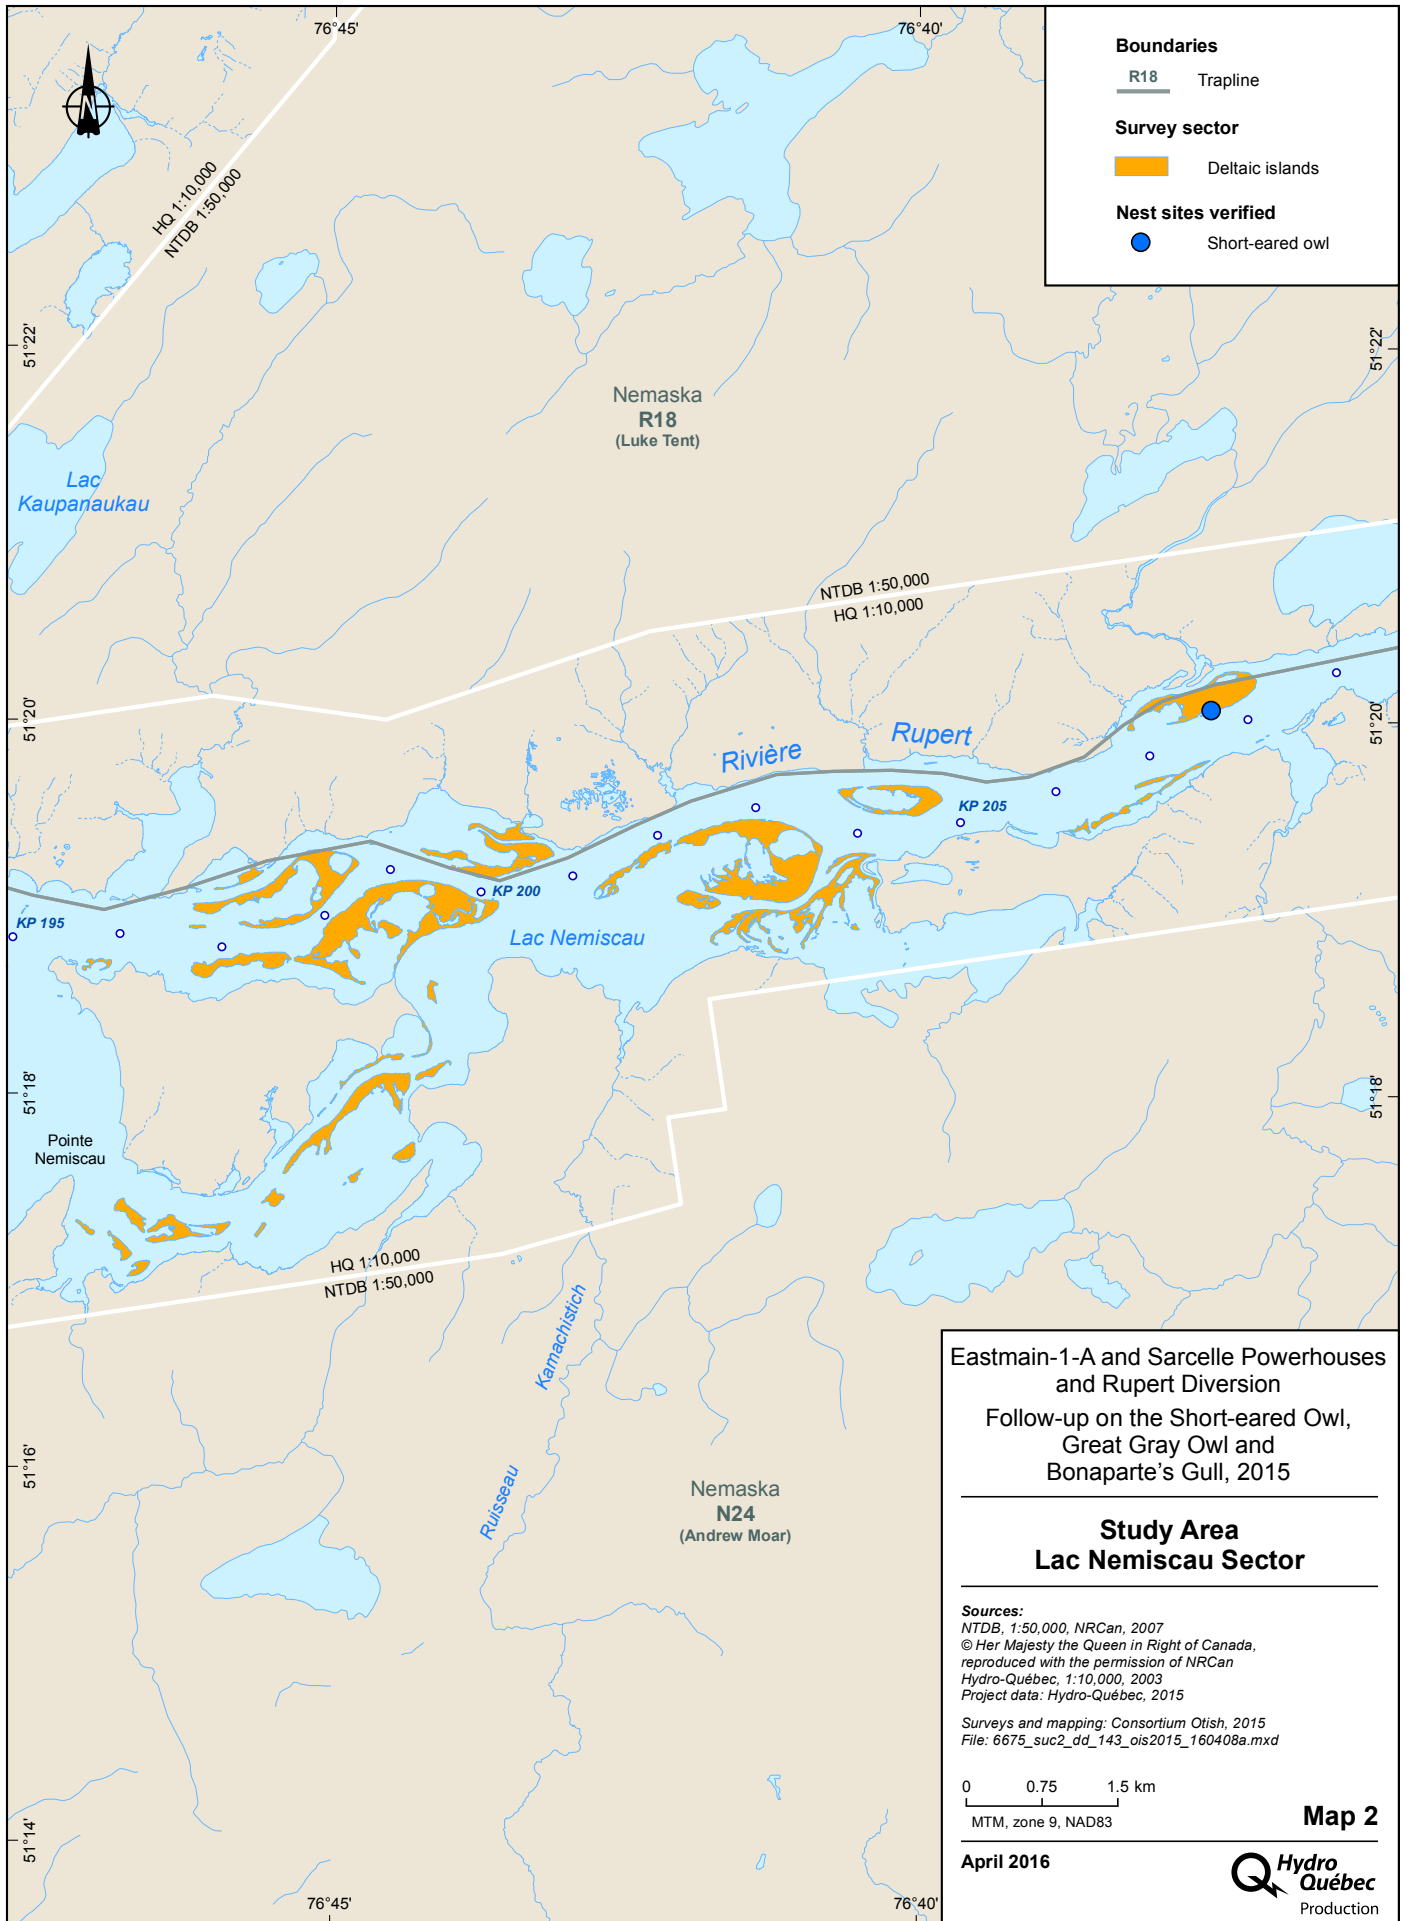 76°45'
76°40'
N
Boundaries
R18
Trapline
Survey sector
Deltaic islands
Nest sites verified
Short-eared owl
HQ 1:10,000
NTDB 1:50,000
51°22'
51°22'
Nemaska
R18
(Luke Tent)
Lac
Kaupanaukau
NTDB 1:50,000
HQ 1:10,000
51°20'
51°20'
Rivière
Rupert
KP 205
KP 200
KP 195
Lac Nemiscau
51°18'
51°18'
Pointe
Nemiscau
HQ 1:10,000
NTDB 1:50,000
Ruisseau
Kamachistich
51°16'
Nemaska
N24
(Andrew Moar)
51°14'
76°45'
76°40'
Eastmain-1-A and Sarcelle Powerhouses
and Rupert Diversion
Follow-up on the Short-eared Owl,
Great Gray Owl and
Bonaparte's Gull, 2015
Study Area
Lac Nemiscau Sector
Sources:
NTDB, 1:50,000, NRCan, 2007
© Her Majesty the Queen in Right of Canada,
reproduced with the permission of NRCan
Hydro-Québec, 1:10,000, 2003
Project data: Hydro-Québec, 2015
Surveys and mapping: Consortium Otish, 2015
File: 6675_suc2_dd_143_ois2015_160408a.mxd
0 0.75 1.5 km
MTM, zone 9, NAD83
Map 2
April 2016
Hydro
Québec
Production